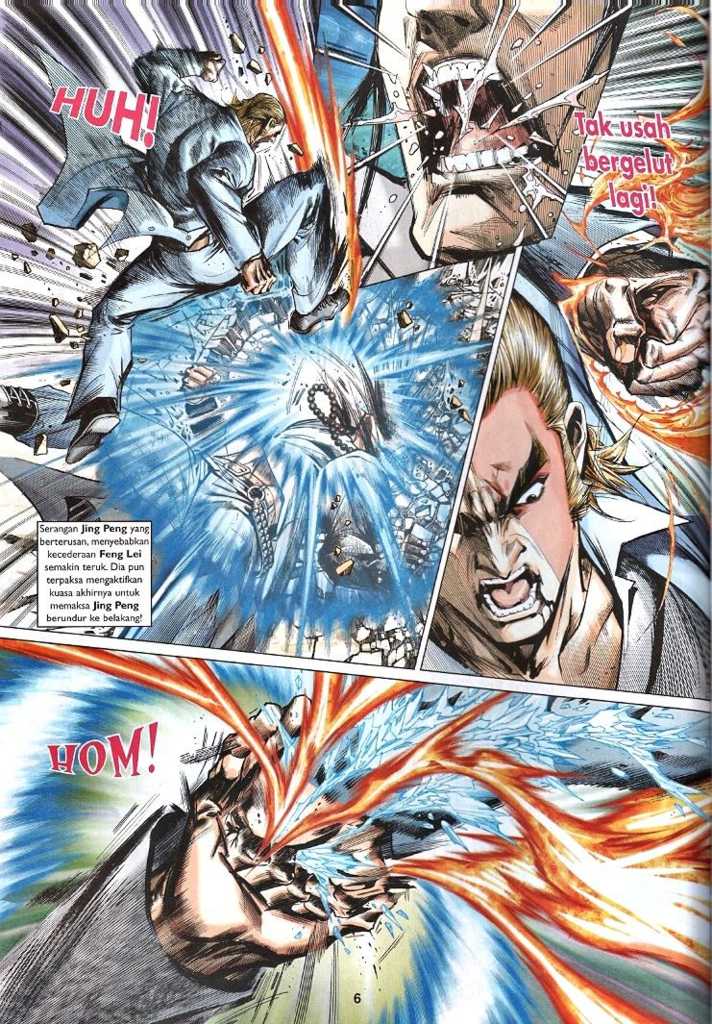 HUH!
Tak usah
bergelut
lagi!
Serangan Jing Peng yang
berterusan, menyebabkan
kecederaan Feng Lei
semakin teruk. Dia pun
terpaksa mengaktifkan
kuasa akhirnya untuk
memaksa Jing Peng
berundur ke belakang!
HOM!
6